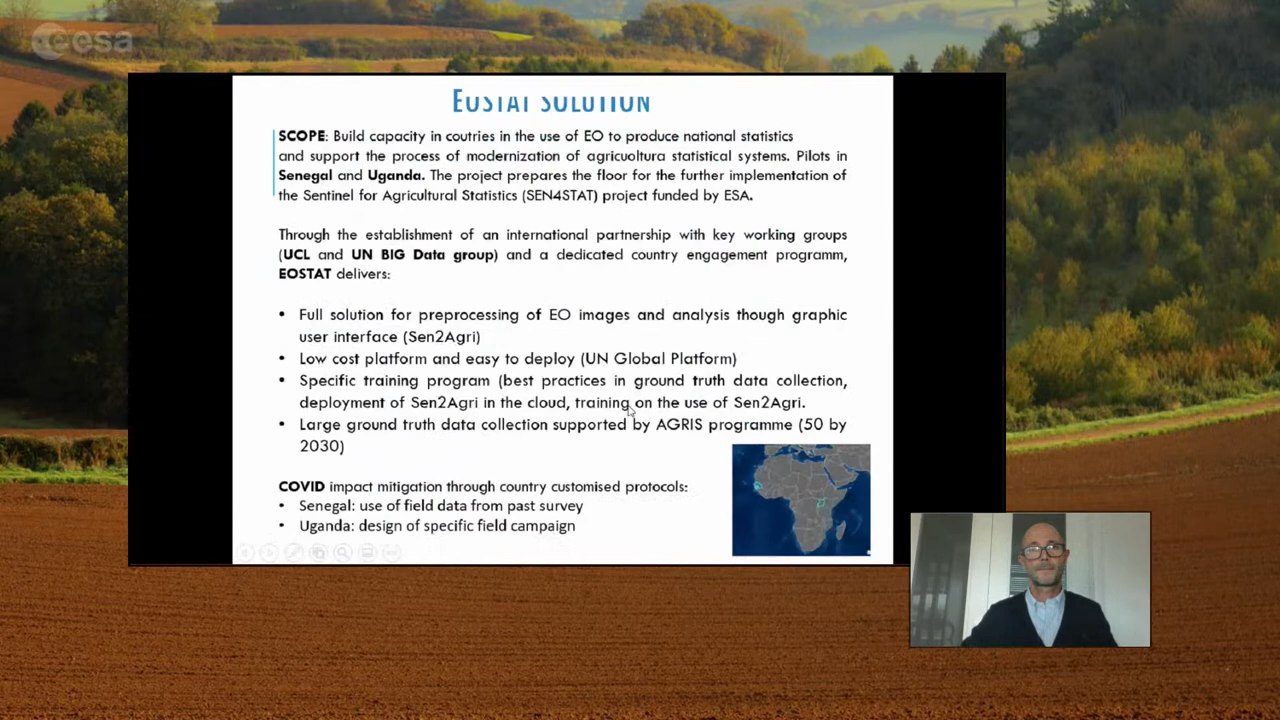 esa
EOSTAT SOLUTION
SCOPE: Build capacity in coutries in the use of EO to produce national statistics
and support the process of modernization of agricuoltura statistical systems. Pilots in
Senegal and Uganda. The project prepares the floor for the further implementation of
the Sentinel for Agricultural Statistics (SEN4STAT) project funded by ESA.
Through the establishment of an international partnership with key working groups
(UCL and UN BIG Data group) and a dedicated country engagement programm,
EOSTAT delivers:
• Full solution for preprocessing of EO images and analysis though graphic
user interface (Sen2Agri)
• Low cost platform and easy to deploy (UN Global Platform)
• Specific training program (best practices in ground truth data collection,
deployment of Sen2Agri in the cloud, training on the use of Sen2Agri.
• Large ground truth data collection supported by AGRIS programme (50 by
2030)
COVID impact mitigation through country customised protocols:
• Senegal: use of field data from past survey
• Uganda: design of specific field campaign